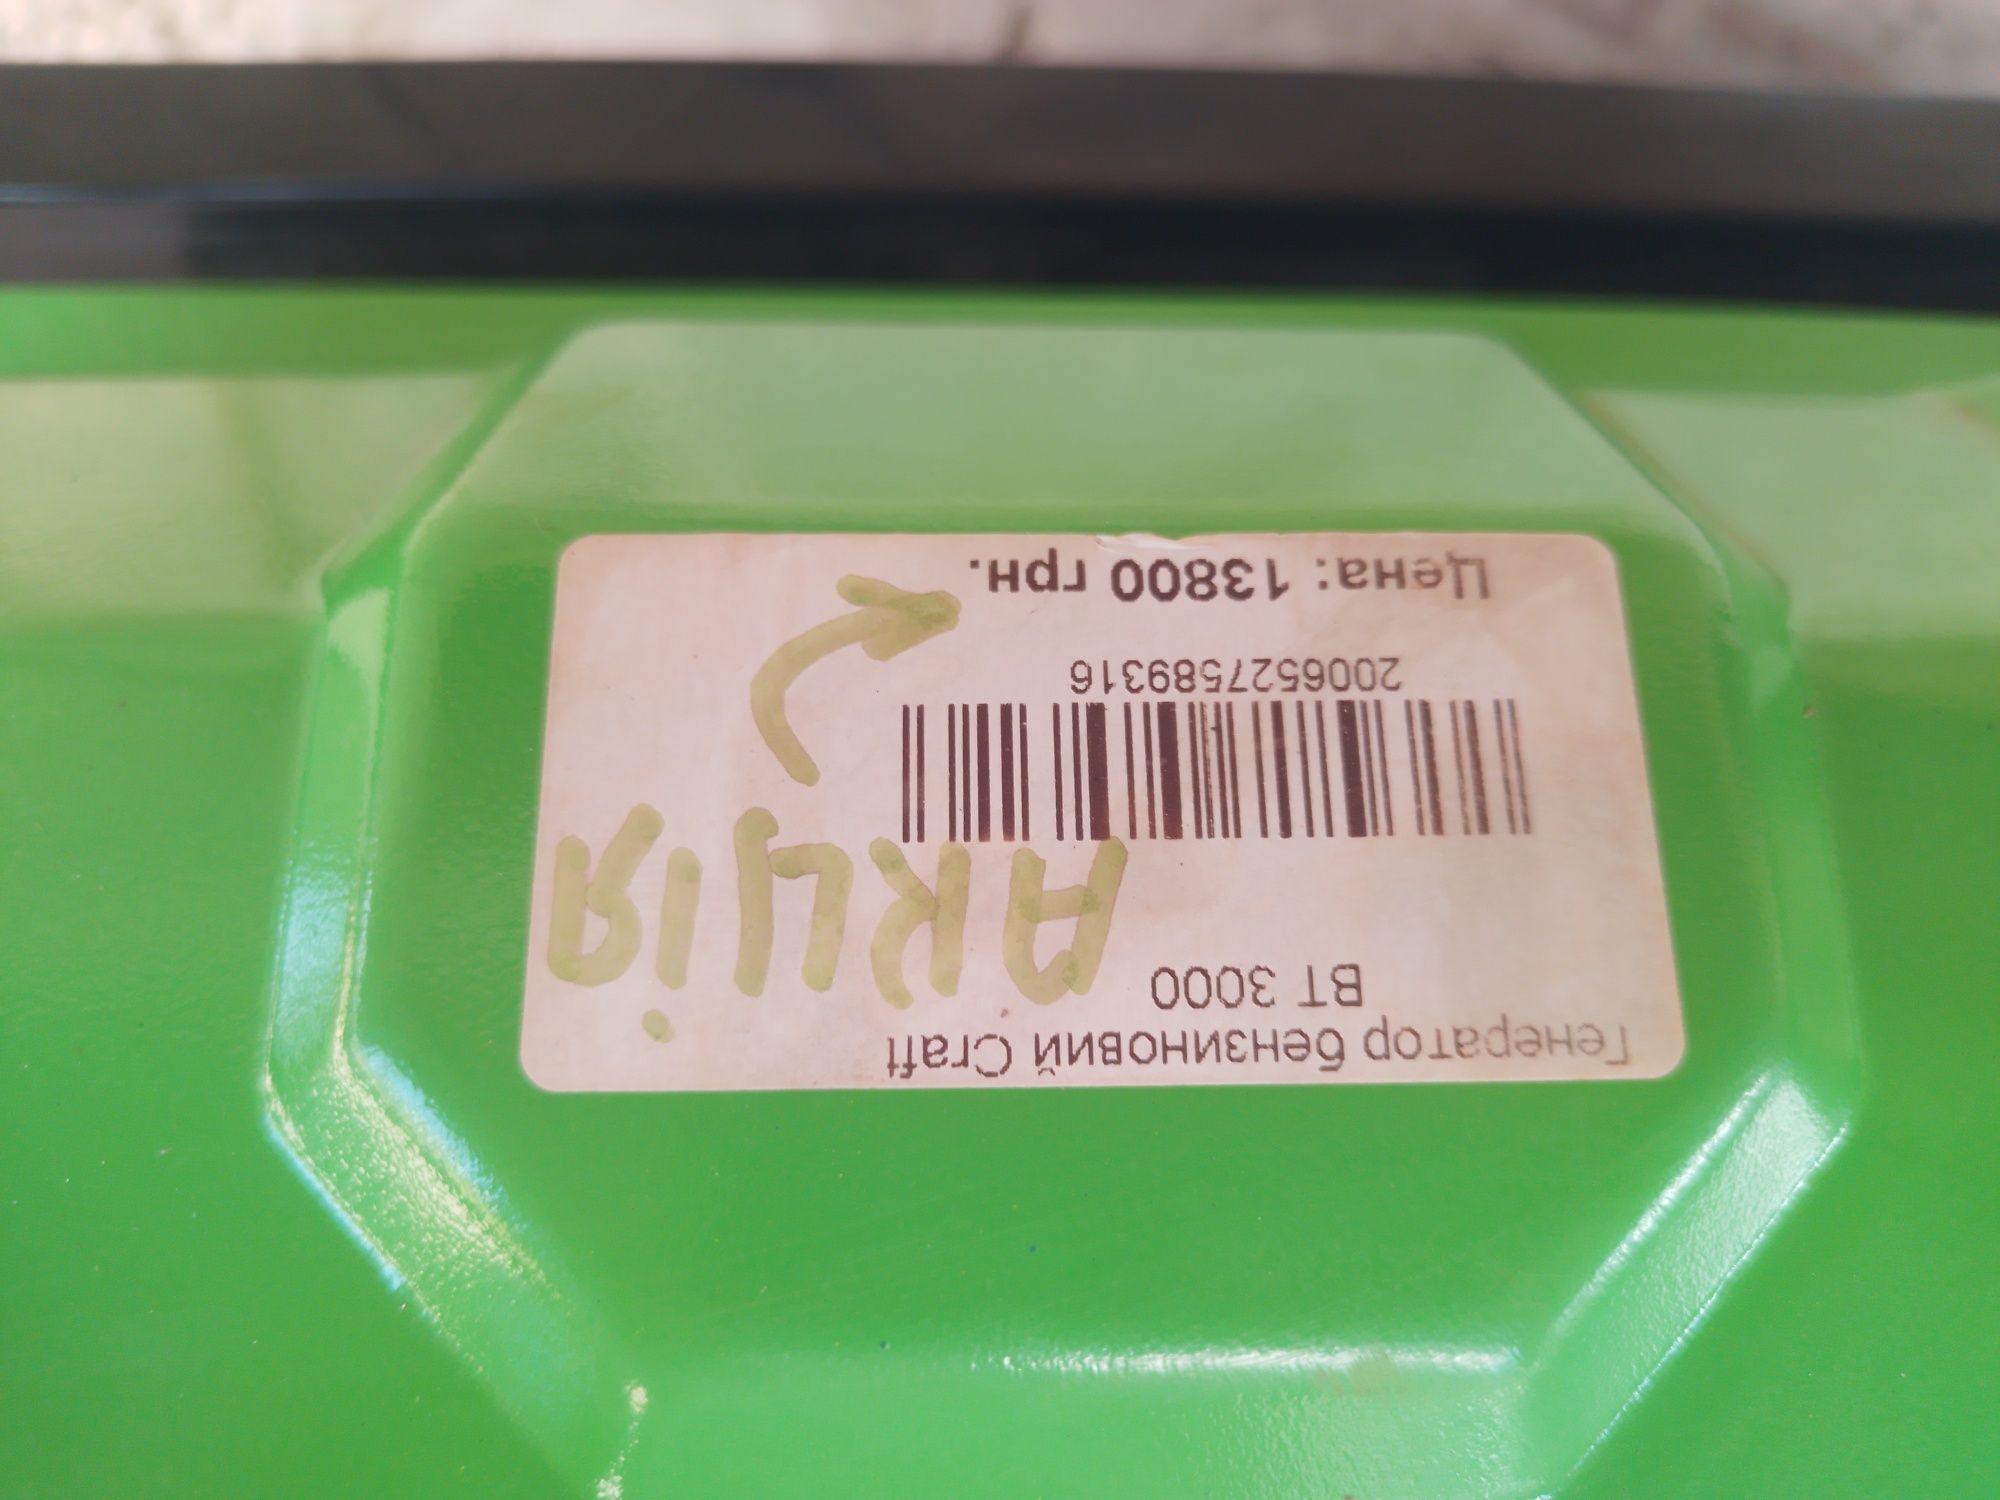 Генератор бензиновий Craft
ВТ 3000
Акція
2006527589316
Цена: 13800 грн.